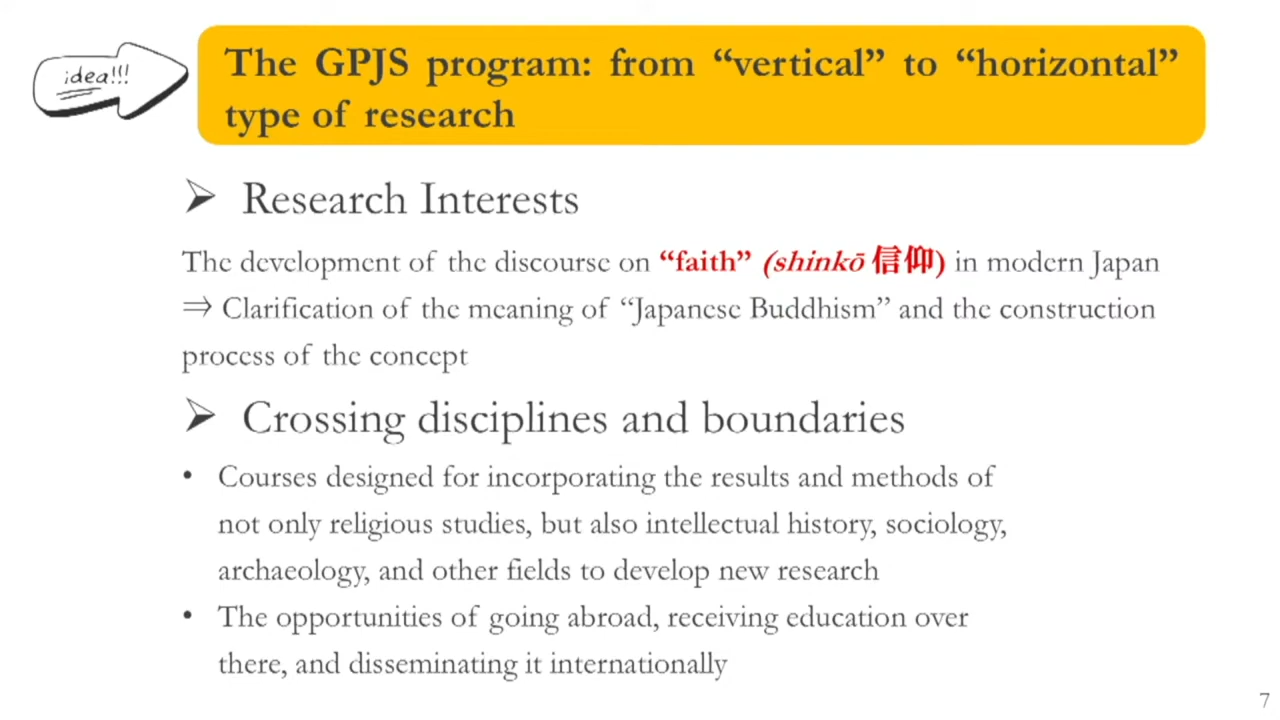 idea!!!
The GPJS program: from “vertical” to “horizontal”
type of research
➢ Research Interests
The development of the discourse on “faith” (shinkō 信仰) in modern Japan
⇒ Clarification of the meaning of “Japanese Buddhism” and the construction
process of the concept
➢ Crossing disciplines and boundaries
• Courses designed for incorporating the results and methods of
not only religious studies, but also intellectual history, sociology,
archaeology, and other fields to develop new research
• The opportunities of going abroad, receiving education over
there, and disseminating it internationally
7